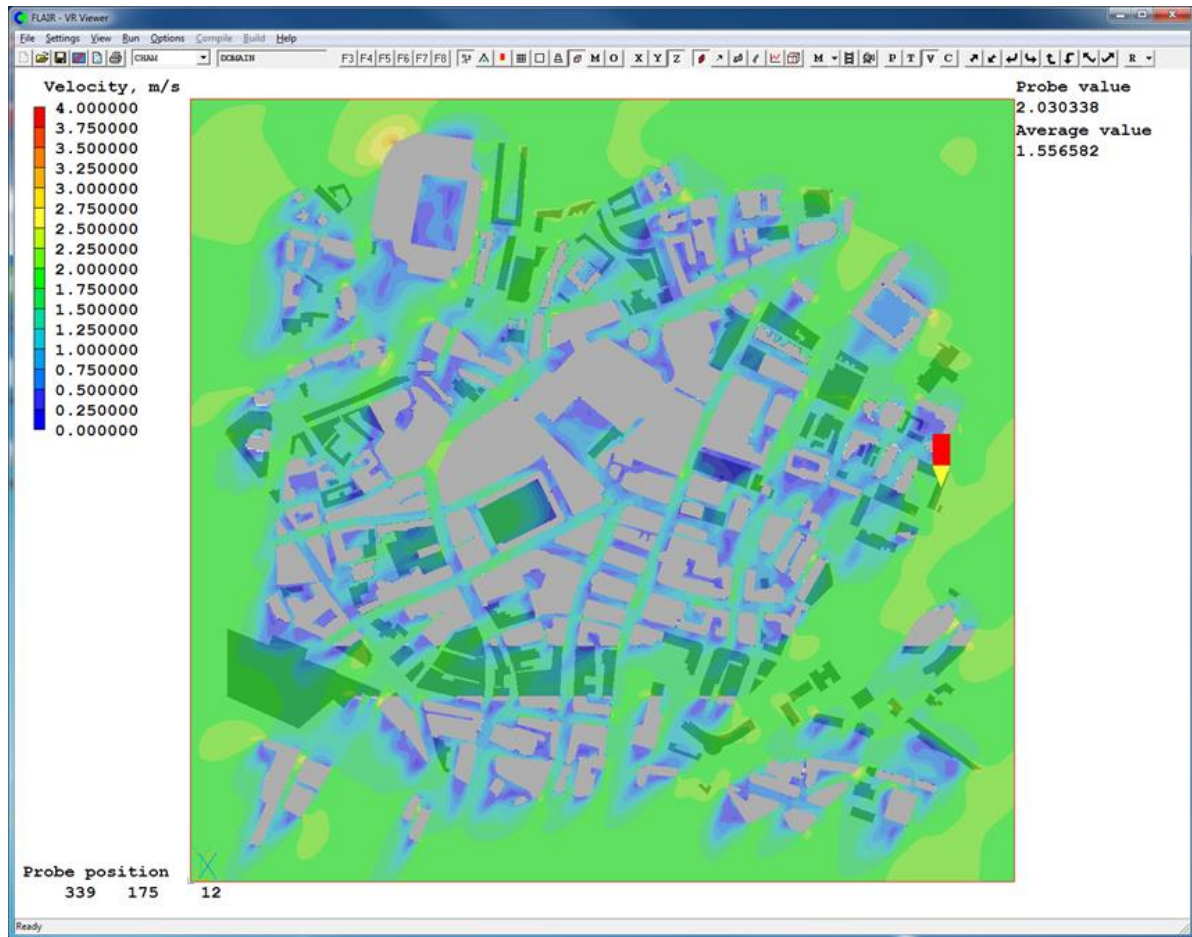 FLAIR - VR Viewer
File Settings View Run Options Compile Build Help
CHAM DOMAIN F3 F4 F5 F6 F7 F8 M O X Y Z M P T V C R
Velocity, m/s
4.000000
3.750000
3.500000
3.250000
3.000000
2.750000
2.500000
2.250000
2.000000
1.750000
1.500000
1.250000
1.000000
0.750000
0.500000
0.250000
0.000000
Probe value
2.030338
Average value
1.556582
X
Probe position
339 175 12
Ready